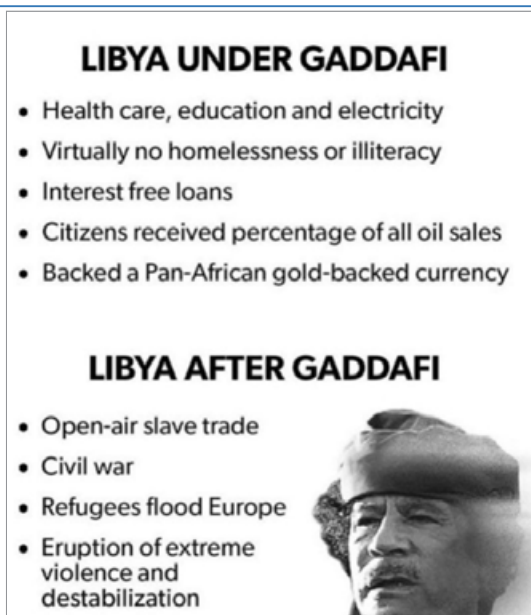 LIBYA UNDER GADDAFI
• Health care, education and electricity
• Virtually no homelessness or illiteracy
• Interest free loans
• Citizens received percentage of all oil sales
• Backed a Pan-African gold-backed currency
LIBYA AFTER GADDAFI
• Open-air slave trade
• Civil war
• Refugees flood Europe
• Eruption of extreme
violence and
destabilization